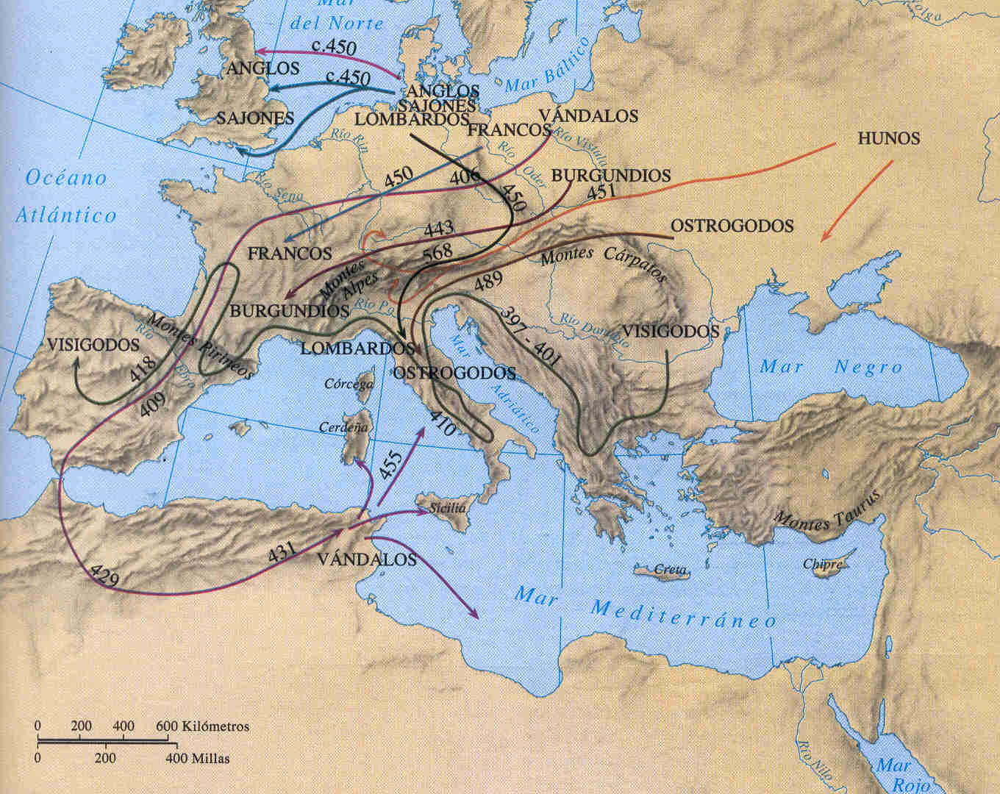 Mar
del Norte
Volga
c.450
ANGLOS
c.450
Mar Báltico
ANGLOS
SAJONES
SAJONES
LOMBARDOS
VÁNDALOS
FRANCOS
Río Rin
Río Vístula
HUNOS
Río
Oder
Océano
Atlántico
Río Sena
450
406
450
BURGUNDIOS
451
OSTROGODOS
443
568
FRANCOS
Montes
Alpes
Montes Cárpatos
489
BURGUNDIOS
Río Po
397 - 401
Río Danubio
VISIGODOS
VISIGODOS
Montes Pirineos
Río
Ebro
418
409
LOMBARDOS
OSTROGODOS
Mar
Adriático
Mar Negro
Córcega
Cerdeña
410
455
Sicilia
Montes Taurus
429
431
VÁNDALOS
Creta
Chipre
Mar Mediterráneo
0 200 400 600 Kilómetros
0 200 400 Millas
Río Nilo
Mar
Rojo